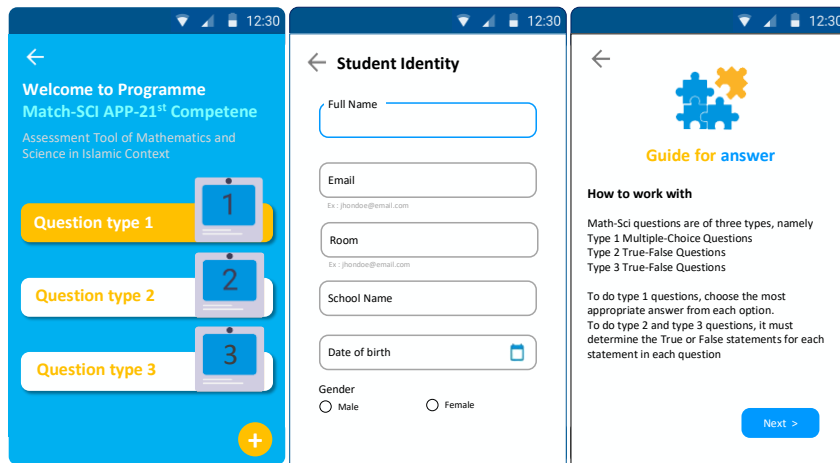 12:30
Welcome to Programme
Match-SCI APP-21st Competene
Assessment Tool of Mathematics and
Science in Islamic Context
1
Question type 1
2
Question type 2
3
Question type 3
+
12:30
Student Identity
Full Name
Email
Ex : jhondoe@email.com
Room
Ex : jhondoe@email.com
School Name
Date of birth
Gender
Male
Female
12:30
Guide for answer
How to work with
Math-Sci questions are of three types, namely
Type 1 Multiple-Choice Questions
Type 2 True-False Questions
Type 3 True-False Questions
To do type 1 questions, choose the most
appropriate answer from each option.
To do type 2 and type 3 questions, it must
determine the True or False statements for each
statement in each question
Next >